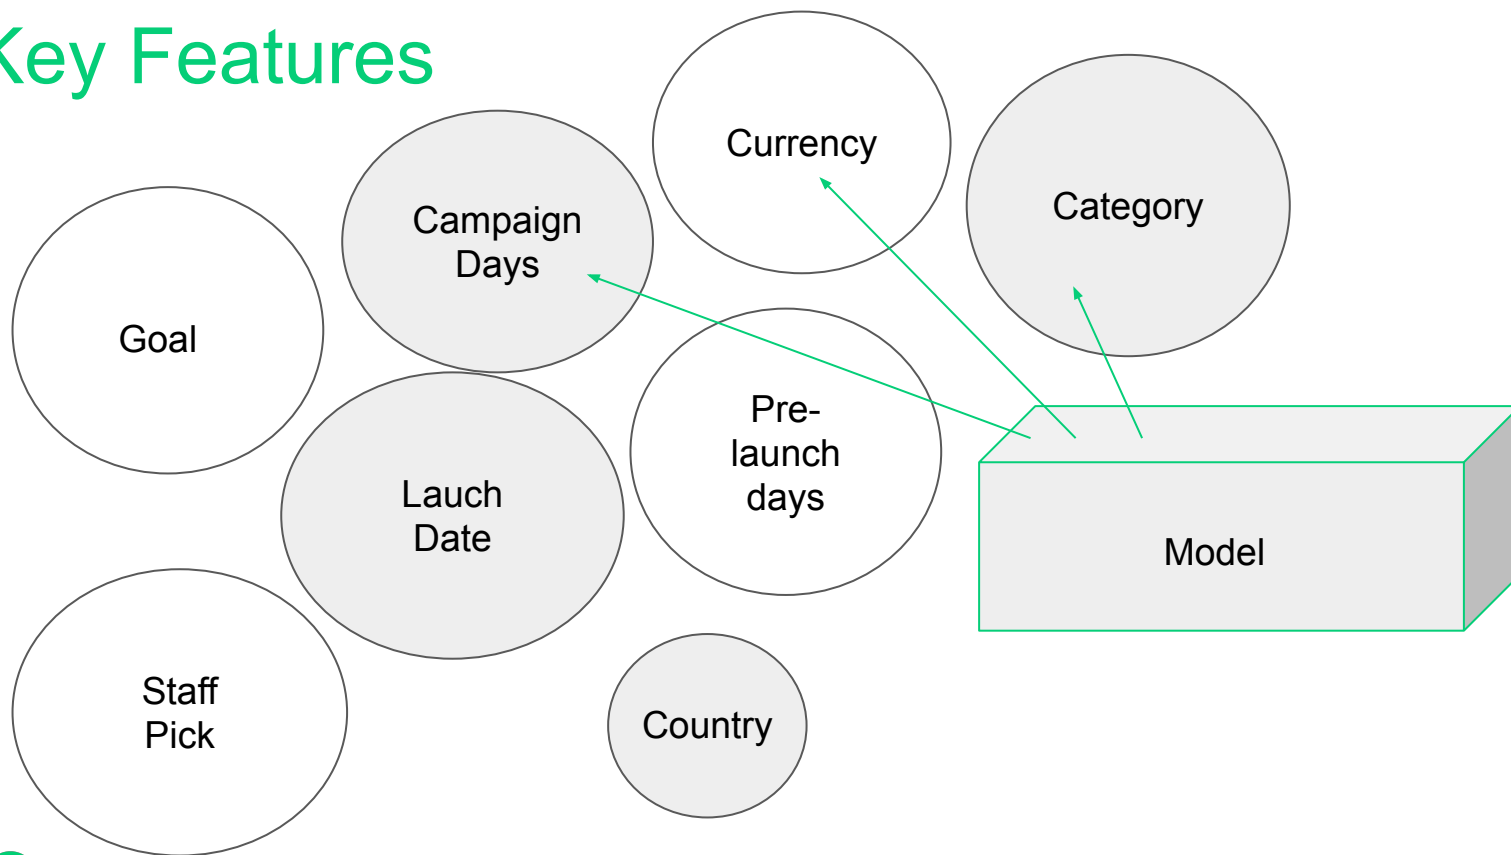 Key Features
Currency
Category
Campaign
Days
Goal
Pre-
launch
days
Lauch
Date
Model
Staff
Pick
Country